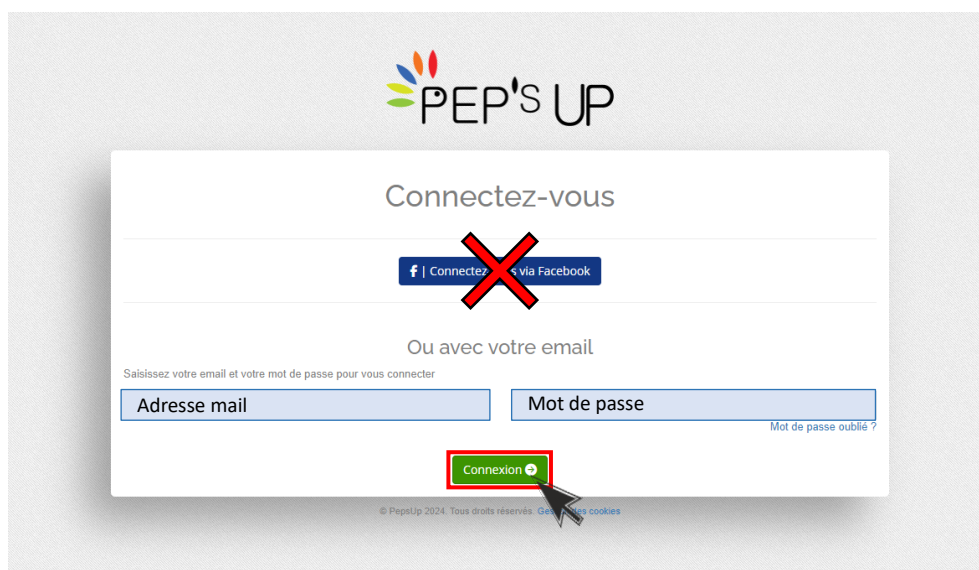 PEP'S UP
Connectez-vous
f | Connectez s via Facebook
Ou avec votre email
Saisissez votre email et votre mot de passe pour vous connecter
Adresse mail
Mot de passe
Mot de passe oublié ?
Connexion
© PepsUp 2024. Tous droits réservés. cookies